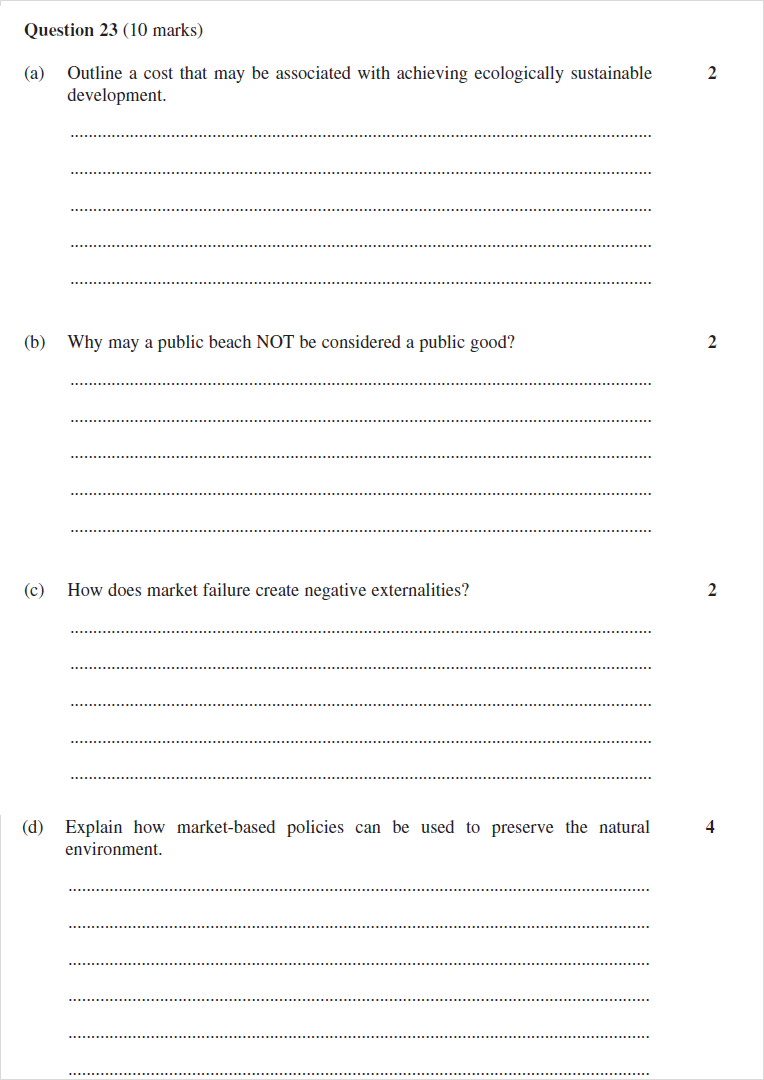 Question 23 (10 marks)
(a) Outline a cost that may be associated with achieving ecologically sustainable 2
development.
(b) Why may a public beach NOT be considered a public good? 2
(c) How does market failure create negative externalities? 2
(d) Explain how market-based policies can be used to preserve the natural 4
environment.